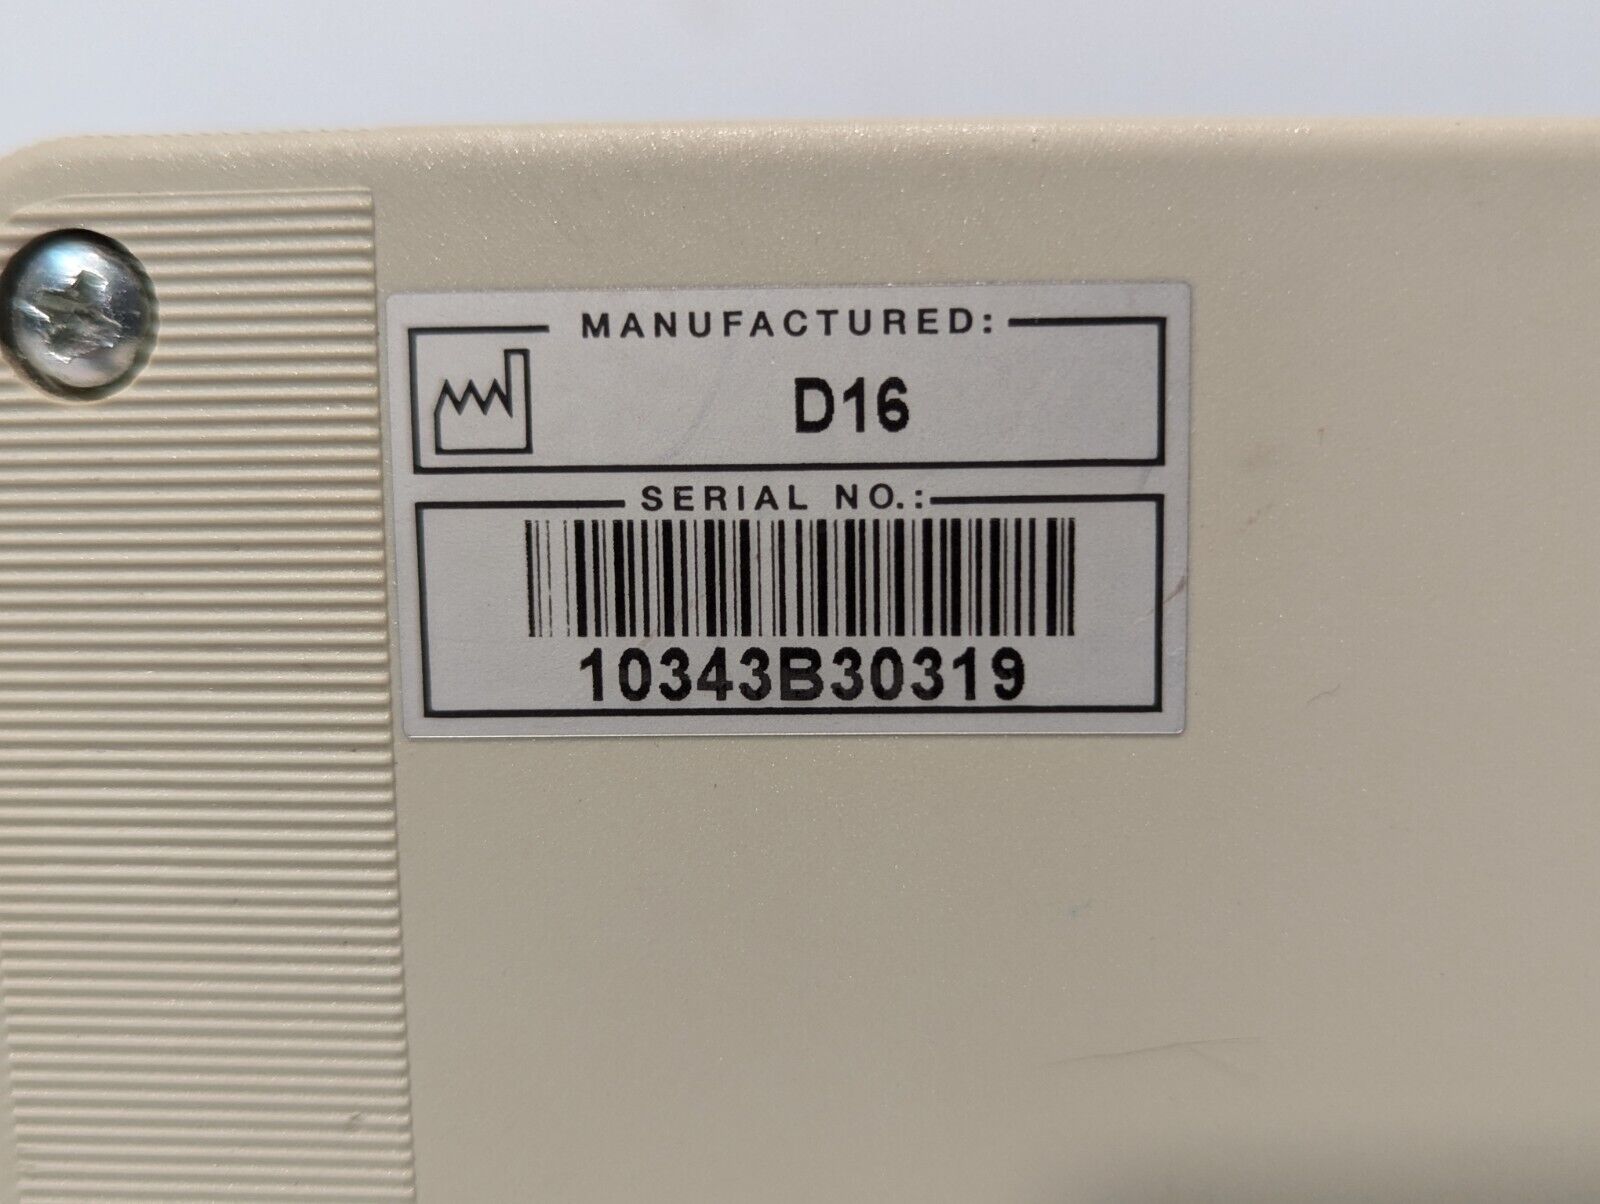 MANUFACTURED:
D16
SERIAL NO.:
10343B30319